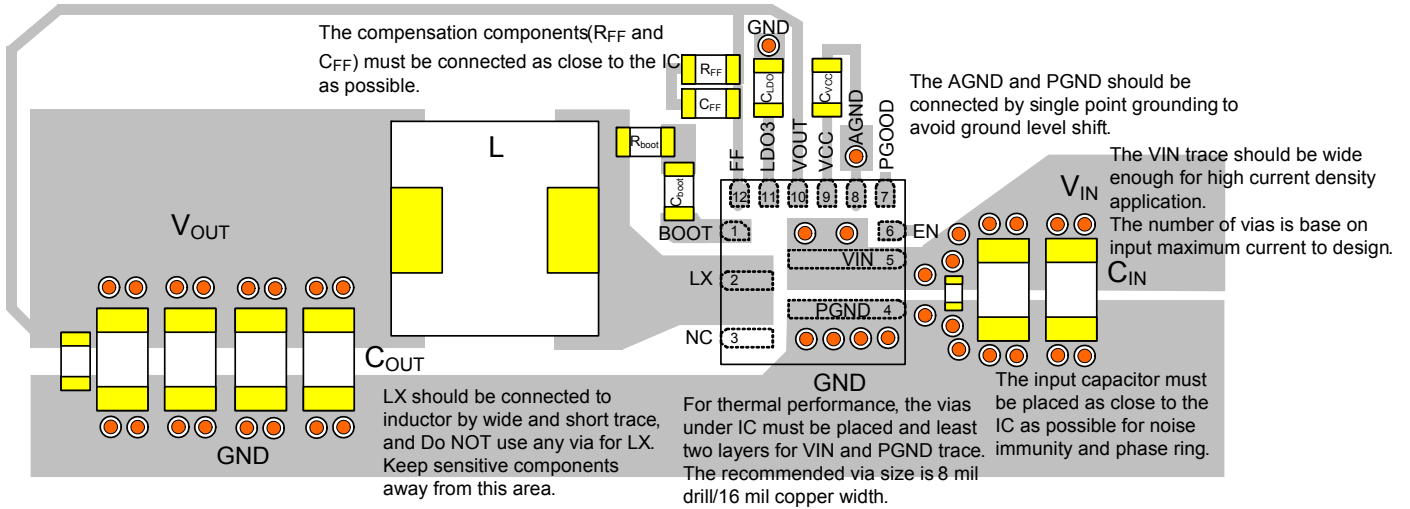 The compensation components(RFF and
CFF) must be connected as close to the IC
as possible.
GND
RFF
CFF
CLDO
CVCC
AGND
PGOOD
FF
LDO3
VOUT
VCC
The AGND and PGND should be
connected by single point grounding to
avoid ground level shift.
The VIN trace should be wide
enough for high current density
application.
The number of vias is base on
input maximum current to design.
VIN
CIN
L
Rboot
Cboot
12
11
10
9
8
7
BOOT
1
6
EN
VIN
5
LX
2
PGND
4
NC
3
VOUT
COUT
GND
GND
LX should be connected to
inductor by wide and short trace,
and Do NOT use any via for LX.
Keep sensitive components
away from this area.
For thermal performance, the vias
under IC must be placed and least
two layers for VIN and PGND trace.
The recommended via size is 8 mil
drill/16 mil copper width.
The input capacitor must
be placed as close to the
IC as possible for noise
immunity and phase ring.